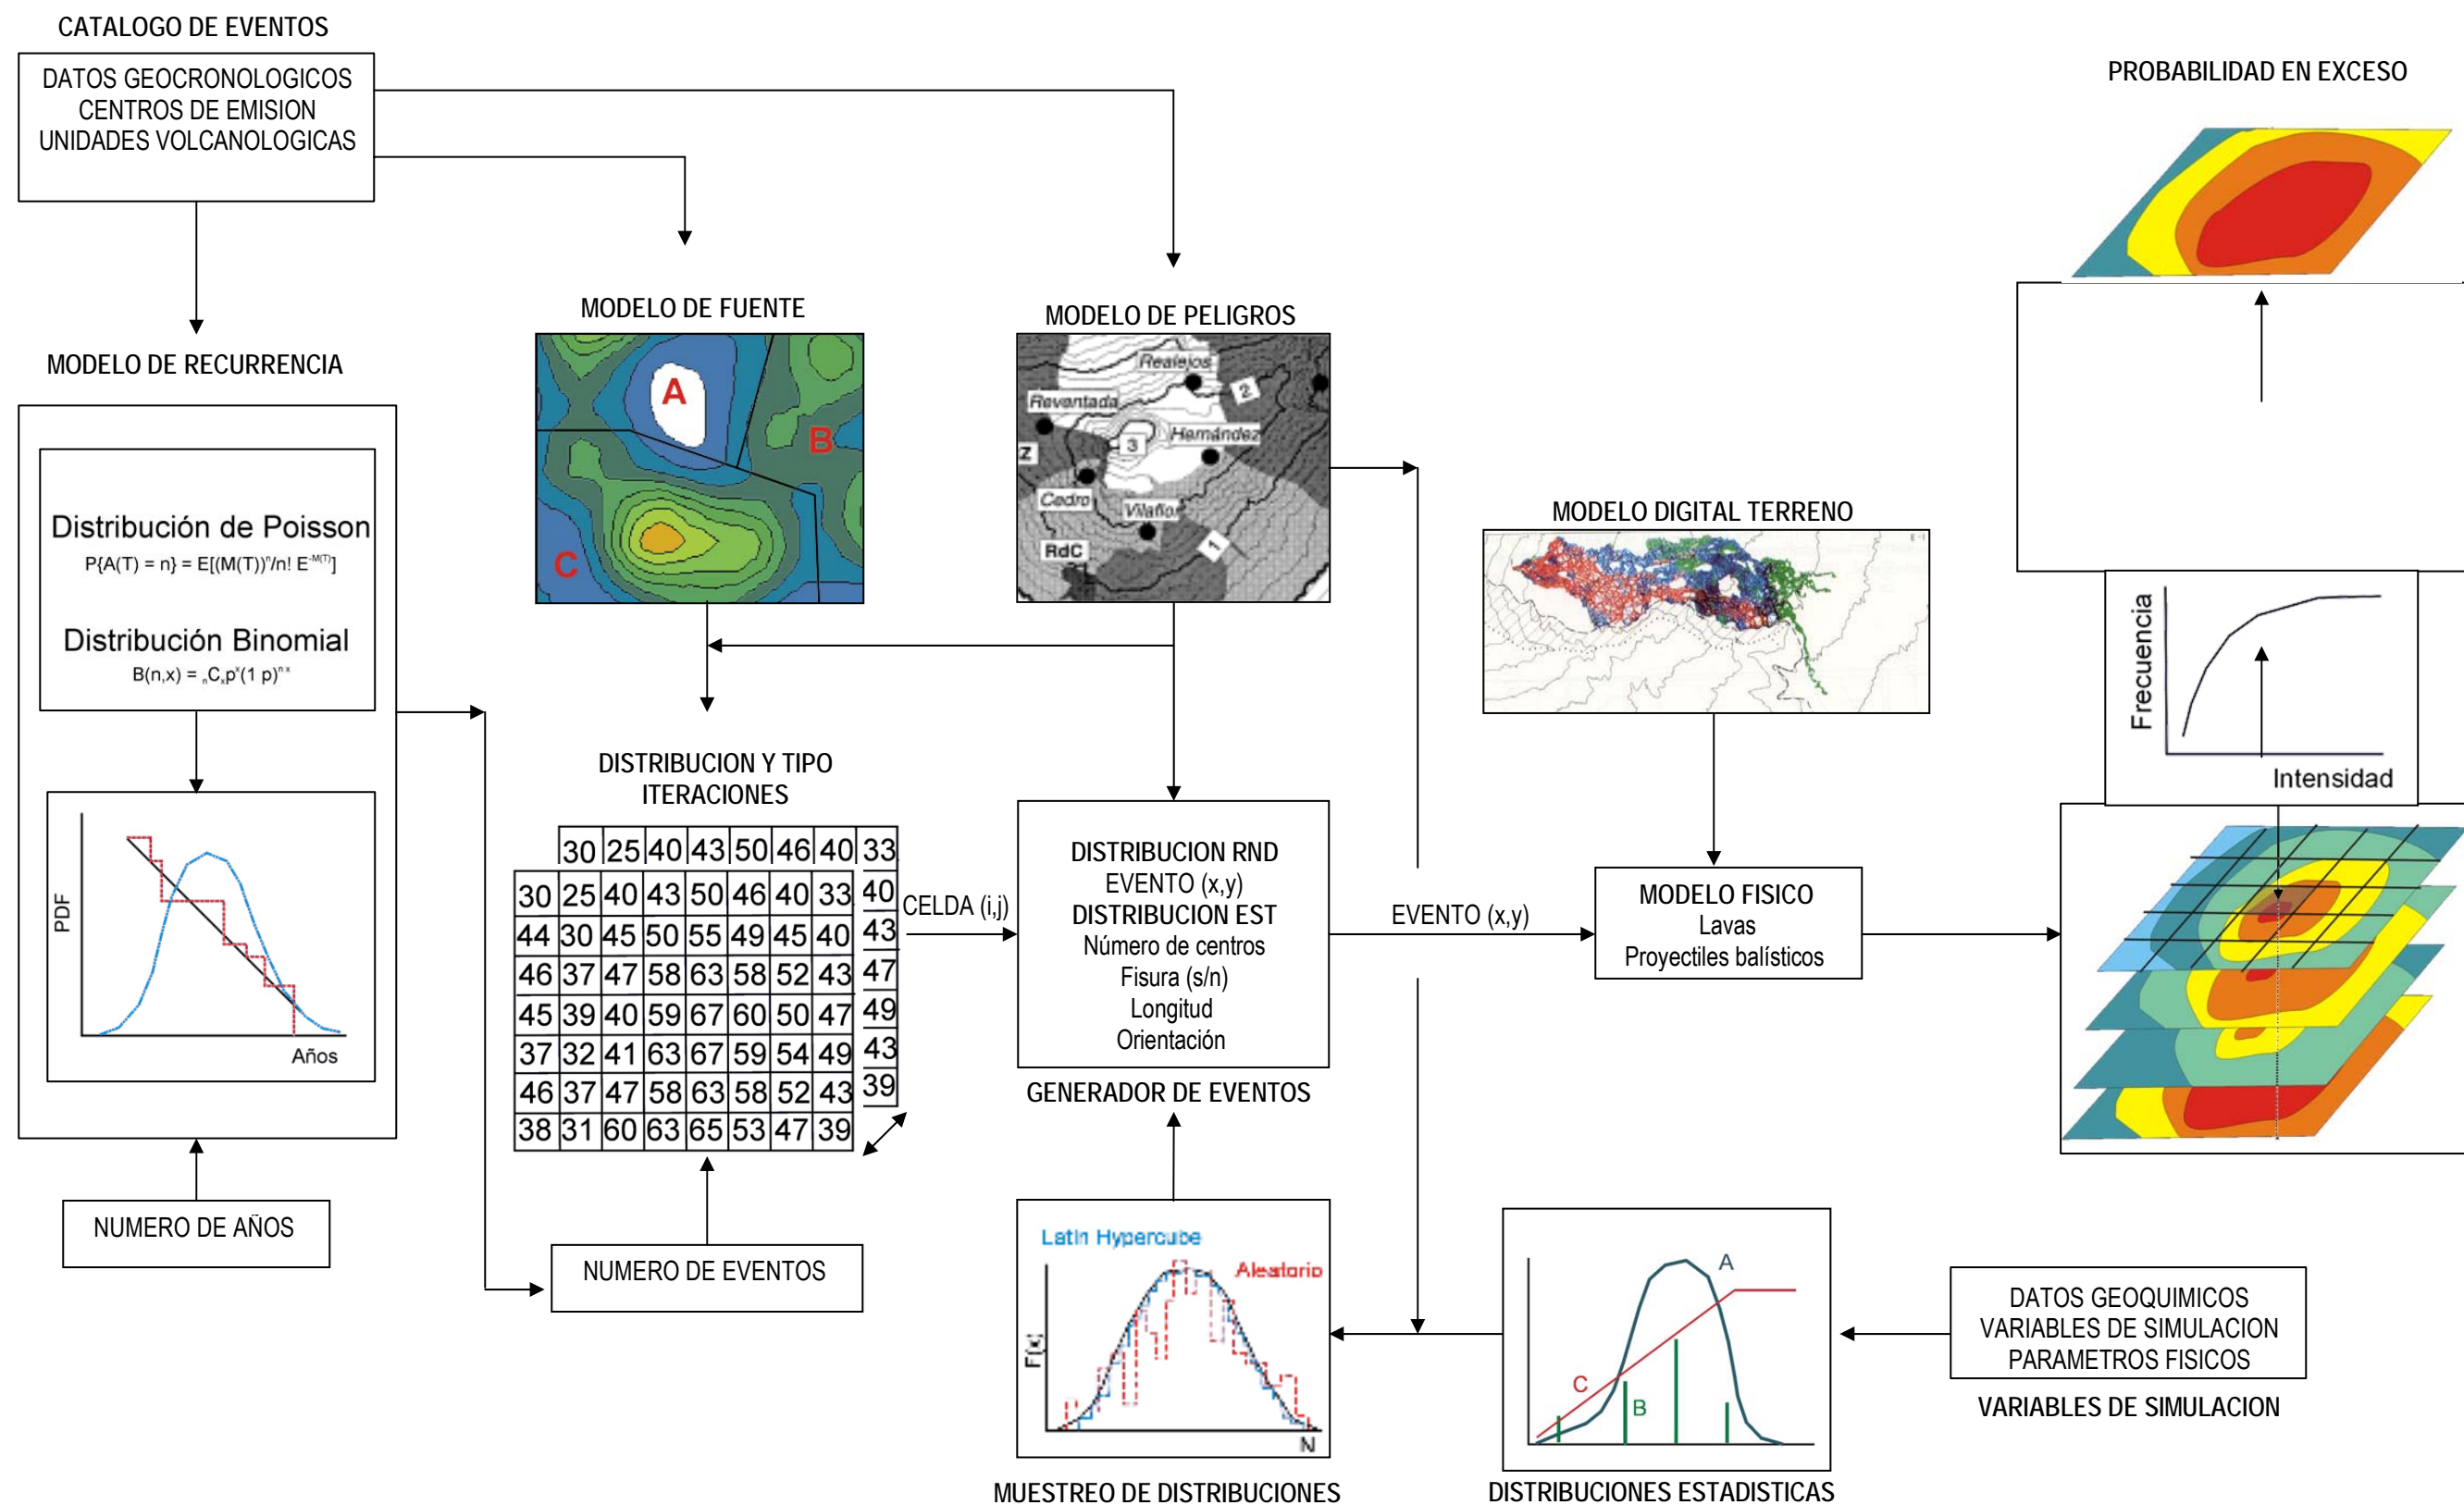 CATALOGO DE EVENTOS
DATOS GEOCRONOLOGICOS
CENTROS DE EMISION
UNIDADES VOLCANOLOGICAS
PROBABILIDAD EN EXCESO
MODELO DE RECURRENCIA
Distribución de Poisson
P{A(T) = n} = E[(M(T))ⁿ/n! E⁻ᴹ⁽ᵀ⁾]
Distribución Binomial
B(n,x) = ₙCₓpˣ(1 p)ⁿ ˣ
PDF
Años
NUMERO DE AÑOS
MODELO DE FUENTE
A
B
C
MODELO DE PELIGROS
Realejos
2
Reventada
3
Hernández
Z
Cedro
Vilaflor
RdC
1
MODELO DIGITAL TERRENO
E-1
DISTRIBUCION Y TIPO
ITERACIONES
30 25 40 43 50 46 40 33
30 25 40 43 50 46 40 33 40
44 30 45 50 55 49 45 40 43
46 37 47 58 63 58 52 43 47
45 39 40 59 67 60 50 47 49
37 32 41 63 67 59 54 49 43
46 37 47 58 63 58 52 43 39
38 31 60 63 65 53 47 39
NUMERO DE EVENTOS
CELDA (i,j)
DISTRIBUCION RND
EVENTO (x,y)
DISTRIBUCION EST
Número de centros
Fisura (s/n)
Longitud
Orientación
GENERADOR DE EVENTOS
EVENTO (x,y)
MODELO FISICO
Lavas
Proyectiles balísticos
Frecuencia
Intensidad
Latin Hypercube
Aleatorio
F(x)
N
MUESTREO DE DISTRIBUCIONES
A
C
B
DISTRIBUCIONES ESTADISTICAS
DATOS GEOQUIMICOS
VARIABLES DE SIMULACION
PARAMETROS FISICOS
VARIABLES DE SIMULACION